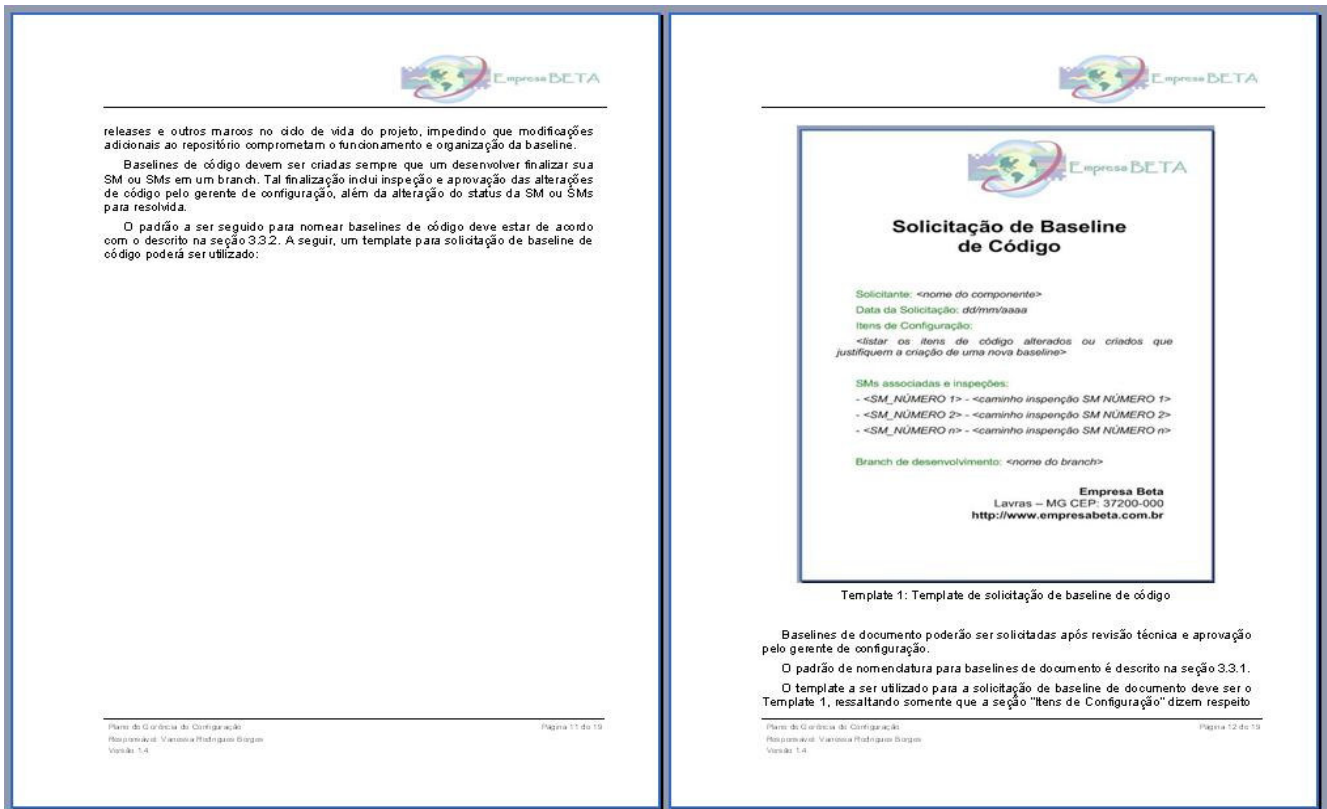 Empresa BETA
releases e outros marcos no ciclo de vida do projeto, impedindo que modificações
adicionais ao repositório comprometam o funcionamento e organização da baseline.
Baselines de código devem ser criadas sempre que um desenvolver finalizar sua
SM ou SMs em um branch. Tal finalização inclui inspeção e aprovação das alterações
de código pelo gerente de configuração, além da alteração do status da SM ou SMs
para resolvida.
O padrão a ser seguido para nomear baselines de código deve estar de acordo
com o descrito na seção 3.3.2. A seguir, um template para solicitação de baseline de
código poderá ser utilizado:
Plano de Gerência de Configuração
Página 11 de 19
Responsável: Vanessa Rodrigues Borges
Versão 1.4
Empresa BETA
Empresa BETA
Solicitação de Baseline
de Código
Solicitante: <nome do componente>
Data da Solicitação: dd/mm/aaaa
Itens de Configuração:
<listar os itens de código alterados ou criados que
justifiquem a criação de uma nova baseline>
SMs associadas e inspeções:
- <SM_NÚMERO 1> - <caminho inspenção SM NÚMERO 1>
- <SM_NÚMERO 2> - <caminho inspenção SM NÚMERO 2>
- <SM_NÚMERO n> - <caminho inspenção SM NÚMERO n>
Branch de desenvolvimento: <nome do branch>
Empresa Beta
Lavras – MG CEP: 37200-000
http://www.empresabeta.com.br
Template 1: Template de solicitação de baseline de código
Baselines de documento poderão ser solicitadas após revisão técnica e aprovação
pelo gerente de configuração.
O padrão de nomenclatura para baselines de documento é descrito na seção 3.3.1.
O template a ser utilizado para a solicitação de baseline de documento deve ser o
Template 1, ressaltando somente que a seção "Itens de Configuração" dizem respeito
Plano de Gerência de Configuração
Página 12 de 19
Responsável: Vanessa Rodrigues Borges
Versão 1.4